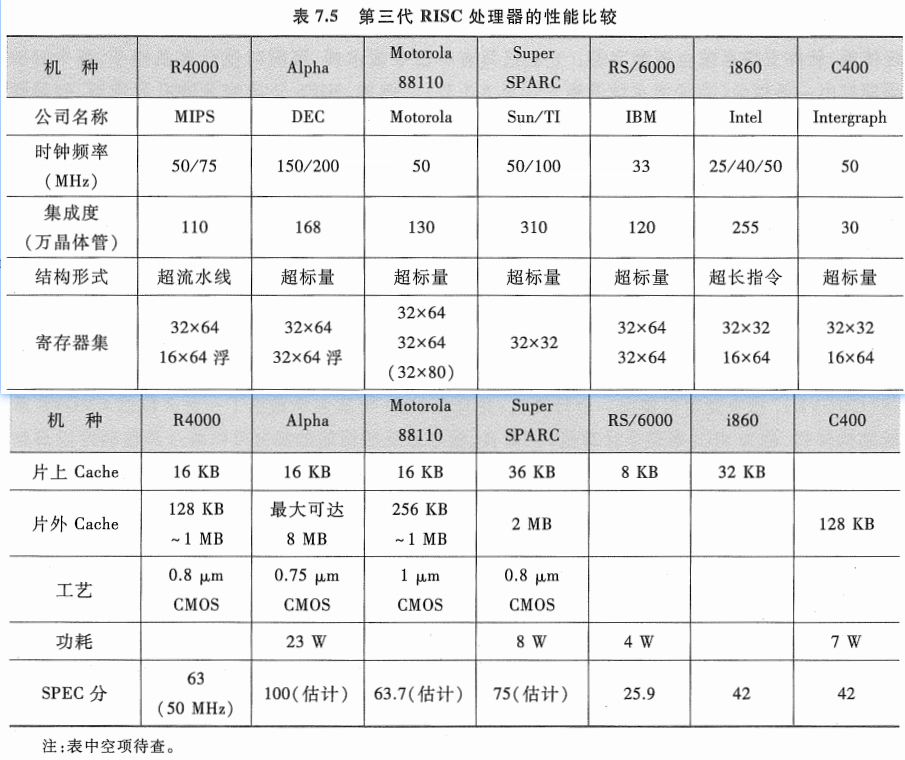 表 7.5 第三代 RISC 处理器的性能比较
机 种 R4000 Alpha Motorola 88110 Super SPARC RS/6000 i860 C400
公司名称 MIPS DEC Motorola Sun/TI IBM Intel Intergraph
时钟频率 (MHz) 50/75 150/200 50 50/100 33 25/40/50 50
集成度 (万晶体管) 110 168 130 310 120 255 30
结构形式 超流水线 超标量 超标量 超标量 超标量 超长指令 超标量
寄存器集 32×64 16×64 浮 32×64 32×64 浮 32×64 32×64 (32×80) 32×32 32×64 32×64 32×32 16×64 32×32 16×64
机 种 R4000 Alpha Motorola 88110 Super SPARC RS/6000 i860 C400
片上 Cache 16 KB 16 KB 16 KB 36 KB 8 KB 32 KB
片外 Cache 128 KB ~1 MB 最大可达 8 MB 256 KB ~1 MB 2 MB 128 KB
工艺 0.8 μm CMOS 0.75 μm CMOS 1 μm CMOS 0.8 μm CMOS
功耗 23 W 8 W 4 W 7 W
SPEC 分 63 (50 MHz) 100(估计) 63.7(估计) 75(估计) 25.9 42 42
注:表中空项待查。